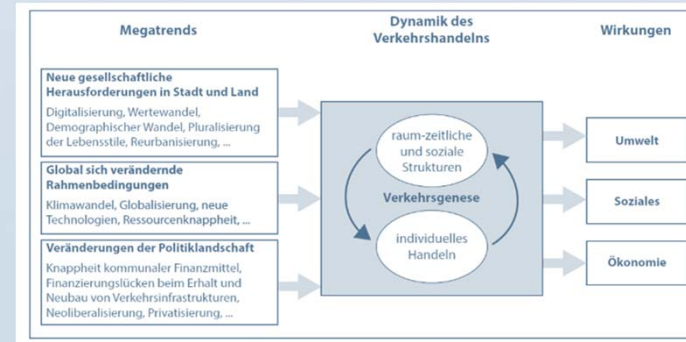 Megatrends
Dynamik des
Verkehrshandelns
Wirkungen
Neue gesellschaftliche
Herausforderungen in Stadt und Land
Digitalisierung, Wertewandel,
Demographischer Wandel, Pluralisierung
der Lebensstile, Reurbanisierung, ...
Global sich verändernde
Rahmenbedingungen
Klimawandel, Globalisierung, neue
Technologien, Ressourcenknappheit, ...
Veränderungen der Politiklandschaft
Knappheit kommunaler Finanzmittel,
Finanzierungslücken beim Erhalt und
Neubau von Verkehrsinfrastrukturen,
Neoliberalisierung, Privatisierung, ...
raum-zeitliche
und soziale
Strukturen
Verkehrsgenese
individuelles
Handeln
Umwelt
Soziales
Ökonomie